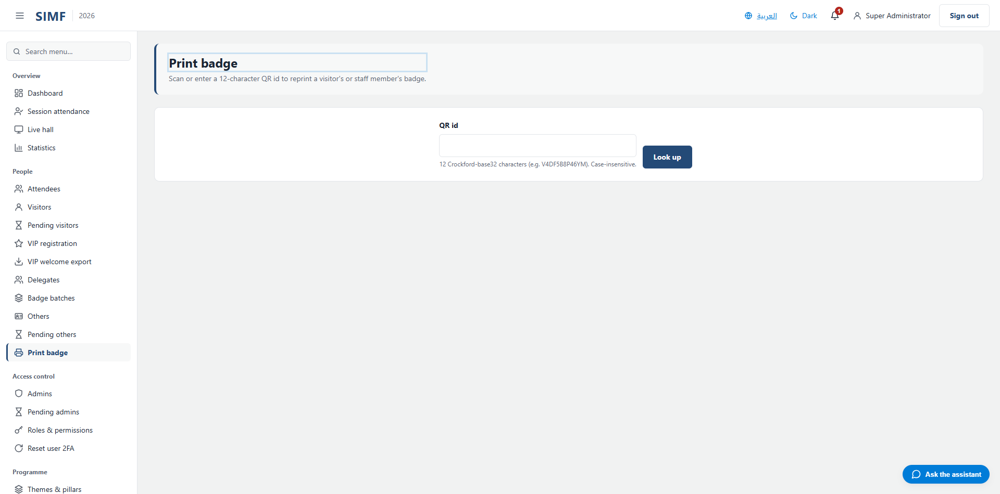 SIMF
2026
العربية
Dark
1
Super Administrator
Sign out
Search menu...
Overview
Dashboard
Session attendance
Live hall
Statistics
People
Attendees
Visitors
Pending visitors
VIP registration
VIP welcome export
Delegates
Badge batches
Others
Pending others
Print badge
Access control
Admins
Pending admins
Roles & permissions
Reset user 2FA
Programme
Themes & pillars
Print badge
Scan or enter a 12-character QR id to reprint a visitor's or staff member's badge.
QR id
Look up
12 Crockford-base32 characters (e.g. V4DF5B8P46YM). Case-insensitive.
Ask the assistant